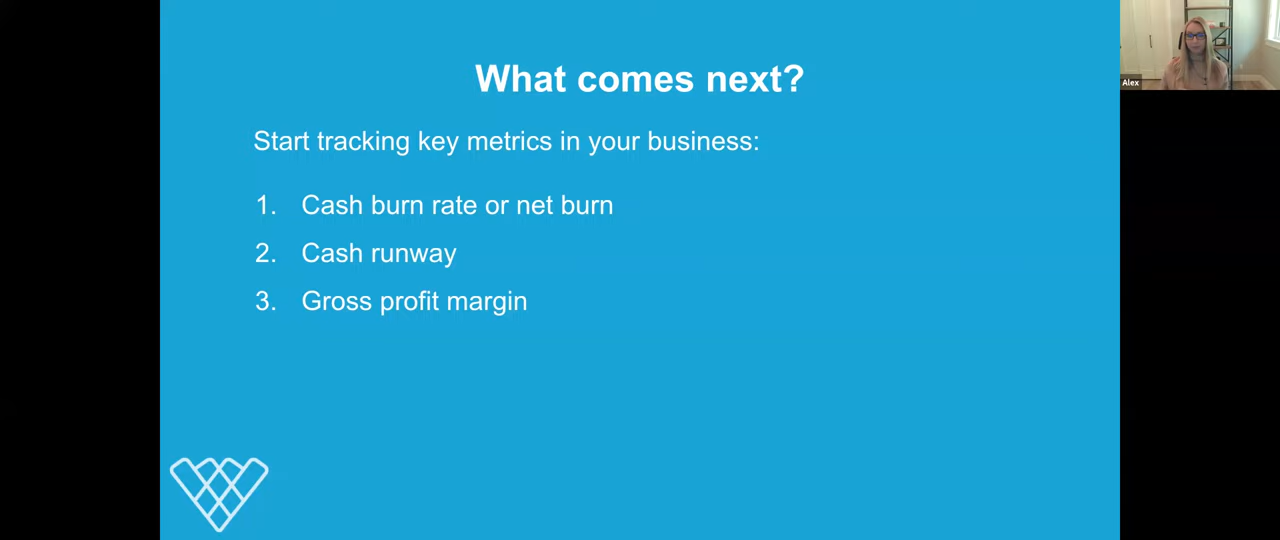 What comes next?
Start tracking key metrics in your business:
1. Cash burn rate or net burn
2. Cash runway
3. Gross profit margin
Alex